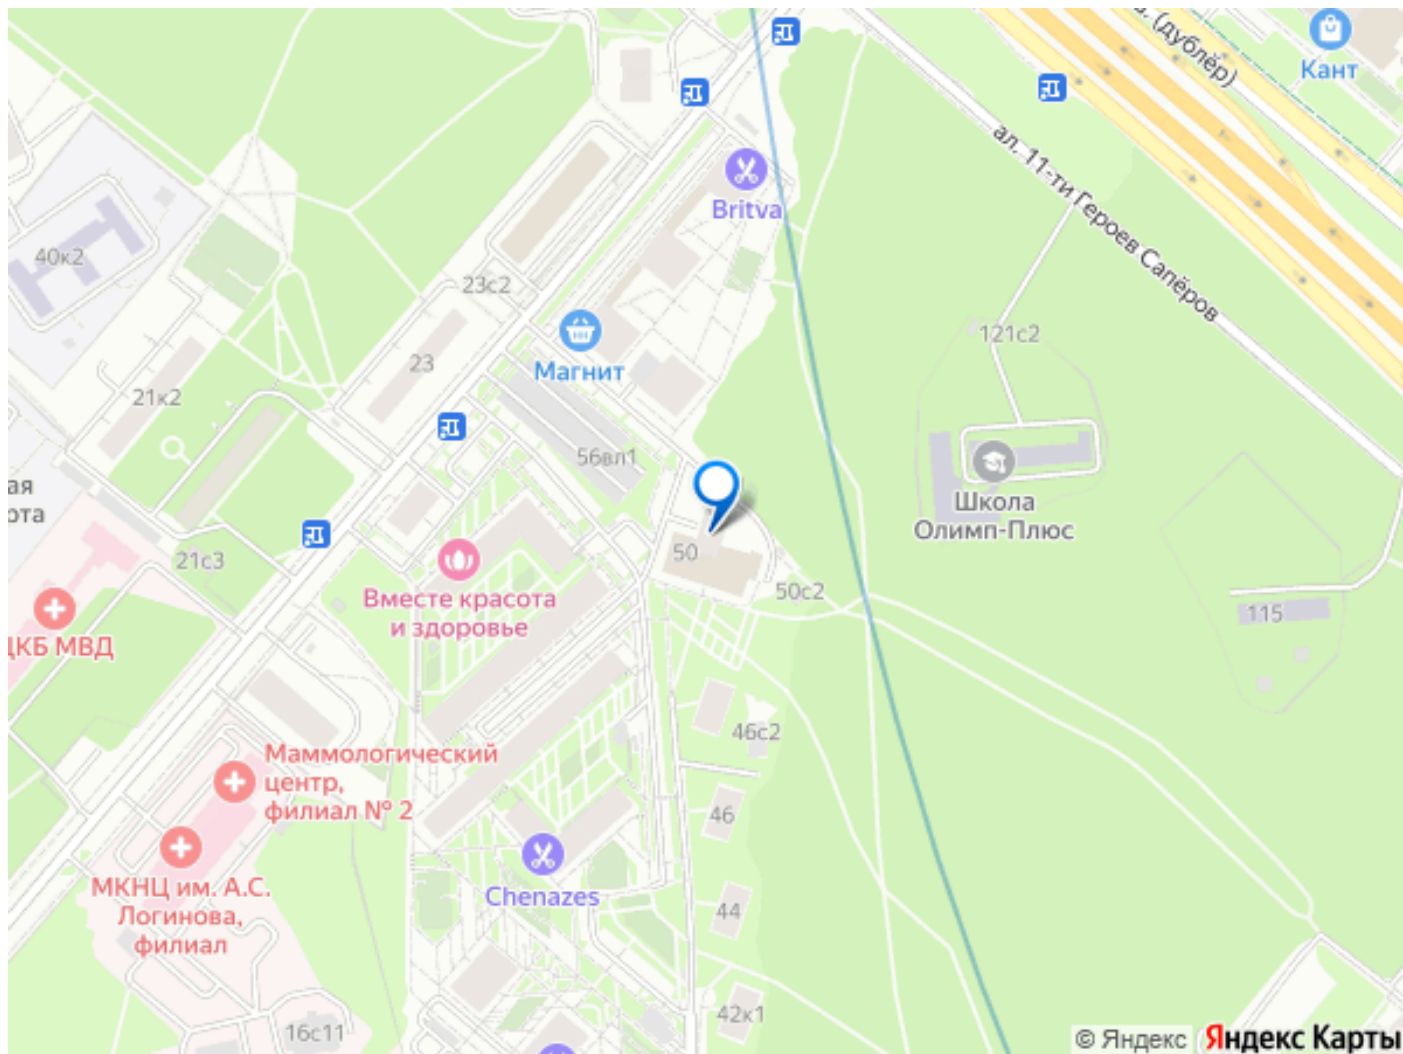 (дублёр)
Кант
ал. 11-ти Героев Сапёров
Britva
40к2
23с2
121с2
Магнит
23
21к2
56вл1
Школа
Олимп-Плюс
50
21с3
50с2
Вместе красота
и здоровье
115
ЦКБ МВД
46с2
Маммологический
центр,
филиал № 2
46
МКНЦ им. А.С.
Логинова,
филиал
Chenazes
44
42к1
16с11
© Яндекс Яндекс Карты